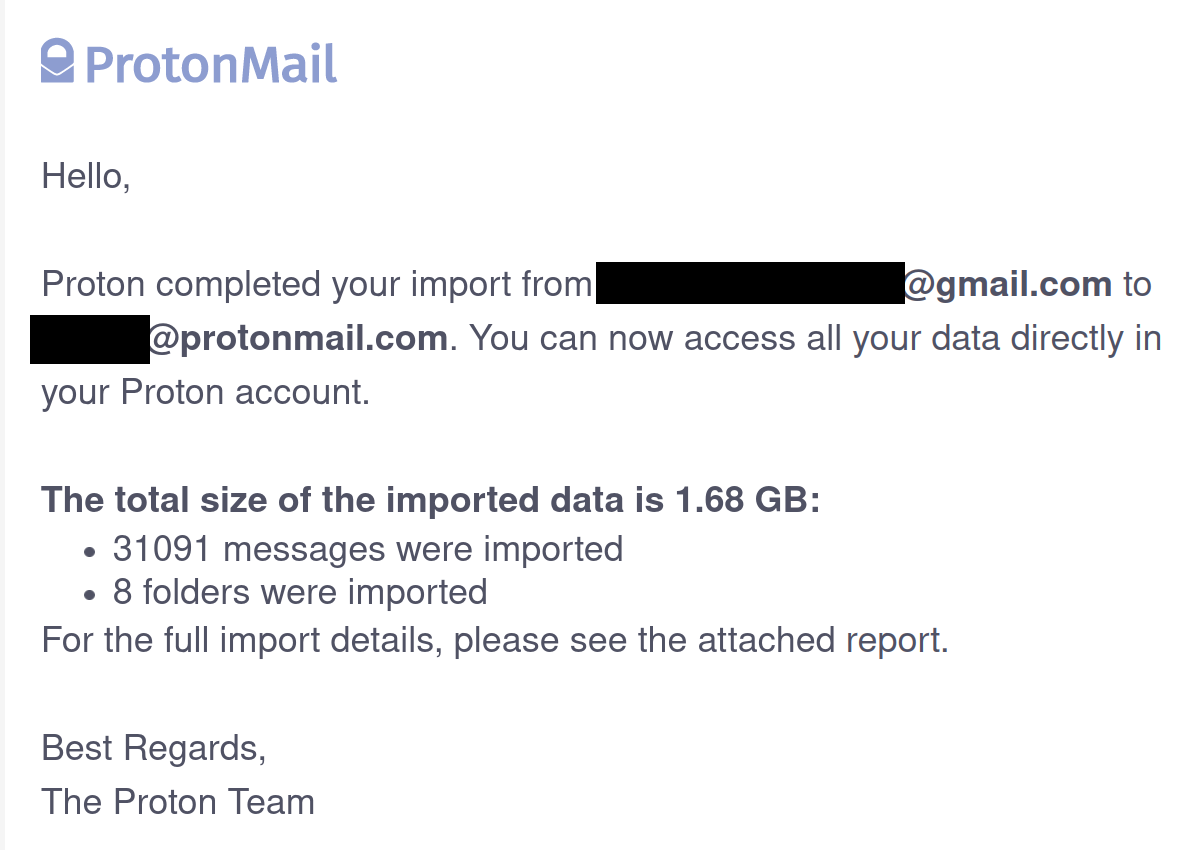 ProtonMail
Hello,
Proton completed your import from @gmail.com to
@protonmail.com. You can now access all your data directly in
your Proton account.
The total size of the imported data is 1.68 GB:
• 31091 messages were imported
• 8 folders were imported
For the full import details, please see the attached report.
Best Regards,
The Proton Team